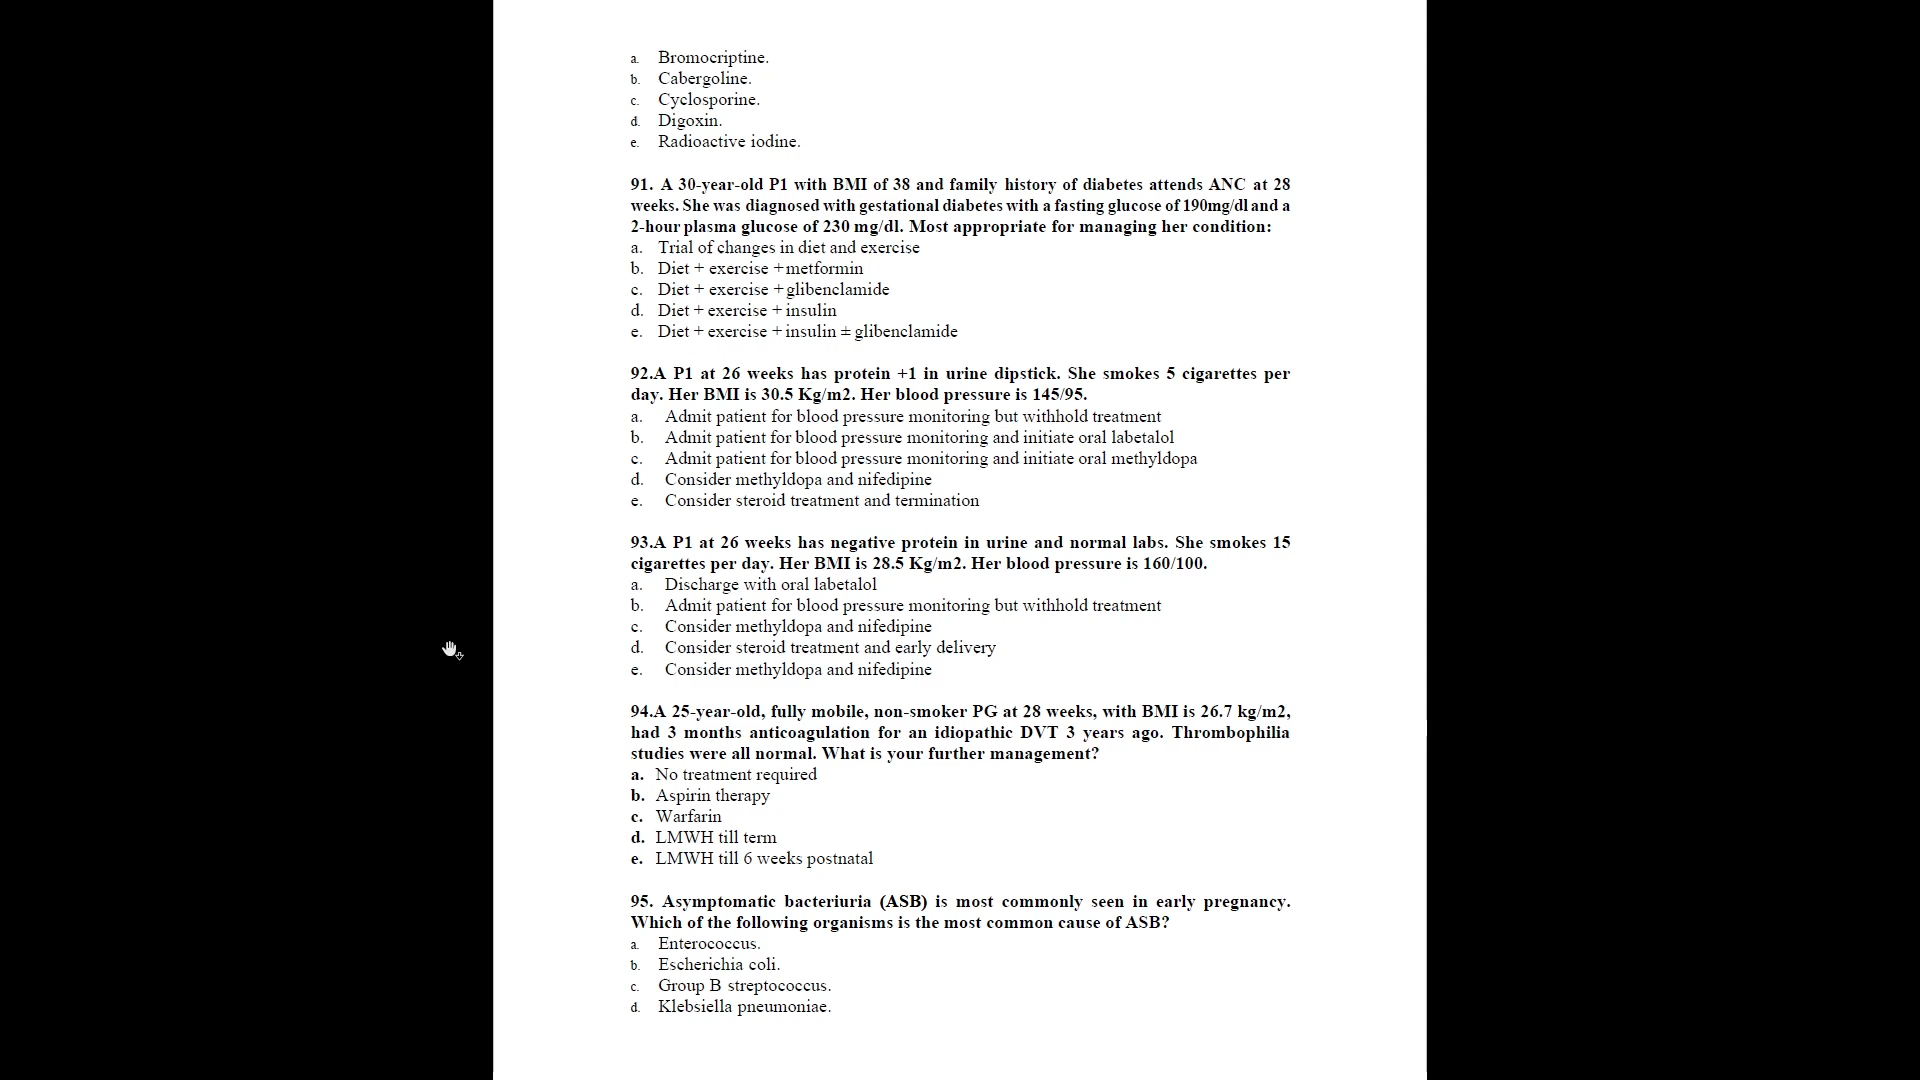 a. Bromocriptine.
b. Cabergoline.
c. Cyclosporine.
d. Digoxin.
e. Radioactive iodine.
91. A 30-year-old P1 with BMI of 38 and family history of diabetes attends ANC at 28
weeks. She was diagnosed with gestational diabetes with a fasting glucose of 190mg/dl and a
2-hour plasma glucose of 230 mg/dl. Most appropriate for managing her condition:
a. Trial of changes in diet and exercise
b. Diet + exercise +metformin
c. Diet + exercise +glibenclamide
d. Diet + exercise + insulin
e. Diet + exercise + insulin ± glibenclamide
92.A P1 at 26 weeks has protein +1 in urine dipstick. She smokes 5 cigarettes per
day. Her BMI is 30.5 Kg/m2. Her blood pressure is 145/95.
a. Admit patient for blood pressure monitoring but withhold treatment
b. Admit patient for blood pressure monitoring and initiate oral labetalol
c. Admit patient for blood pressure monitoring and initiate oral methyldopa
d. Consider methyldopa and nifedipine
e. Consider steroid treatment and termination
93.A P1 at 26 weeks has negative protein in urine and normal labs. She smokes 15
cigarettes per day. Her BMI is 28.5 Kg/m2. Her blood pressure is 160/100.
a. Discharge with oral labetalol
b. Admit patient for blood pressure monitoring but withhold treatment
c. Consider methyldopa and nifedipine
d. Consider steroid treatment and early delivery
e. Consider methyldopa and nifedipine
94.A 25-year-old, fully mobile, non-smoker PG at 28 weeks, with BMI is 26.7 kg/m2,
had 3 months anticoagulation for an idiopathic DVT 3 years ago. Thrombophilia
studies were all normal. What is your further management?
a. No treatment required
b. Aspirin therapy
c. Warfarin
d. LMWH till term
e. LMWH till 6 weeks postnatal
95. Asymptomatic bacteriuria (ASB) is most commonly seen in early pregnancy.
Which of the following organisms is the most common cause of ASB?
a. Enterococcus.
b. Escherichia coli.
c. Group B streptococcus.
d. Klebsiella pneumoniae.